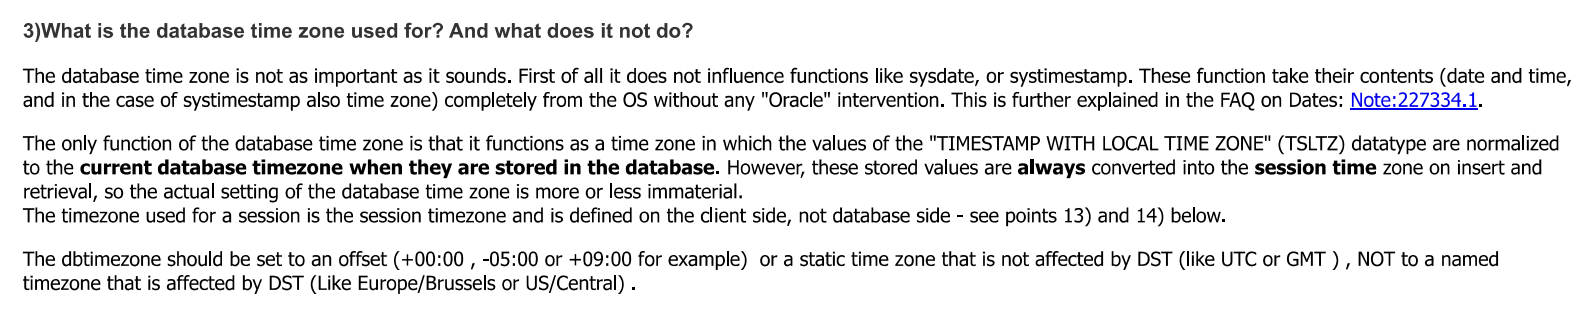 3)What is the database time zone used for? And what does it not do?
The database time zone is not as important as it sounds. First of all it does not influence functions like sysdate, or systimestamp. These function take their contents (date and time,
and in the case of systimestamp also time zone) completely from the OS without any "Oracle" intervention. This is further explained in the FAQ on Dates: Note:227334.1.
The only function of the database time zone is that it functions as a time zone in which the values of the "TIMESTAMP WITH LOCAL TIME ZONE" (TSLTZ) datatype are normalized
to the current database timezone when they are stored in the database. However, these stored values are always converted into the session time zone on insert and
retrieval, so the actual setting of the database time zone is more or less immaterial.
The timezone used for a session is the session timezone and is defined on the client side, not database side - see points 13) and 14) below.
The dbtimezone should be set to an offset (+00:00 , -05:00 or +09:00 for example)  or a static time zone that is not affected by DST (like UTC or GMT ) , NOT to a named
timezone that is affected by DST (Like Europe/Brussels or US/Central) .